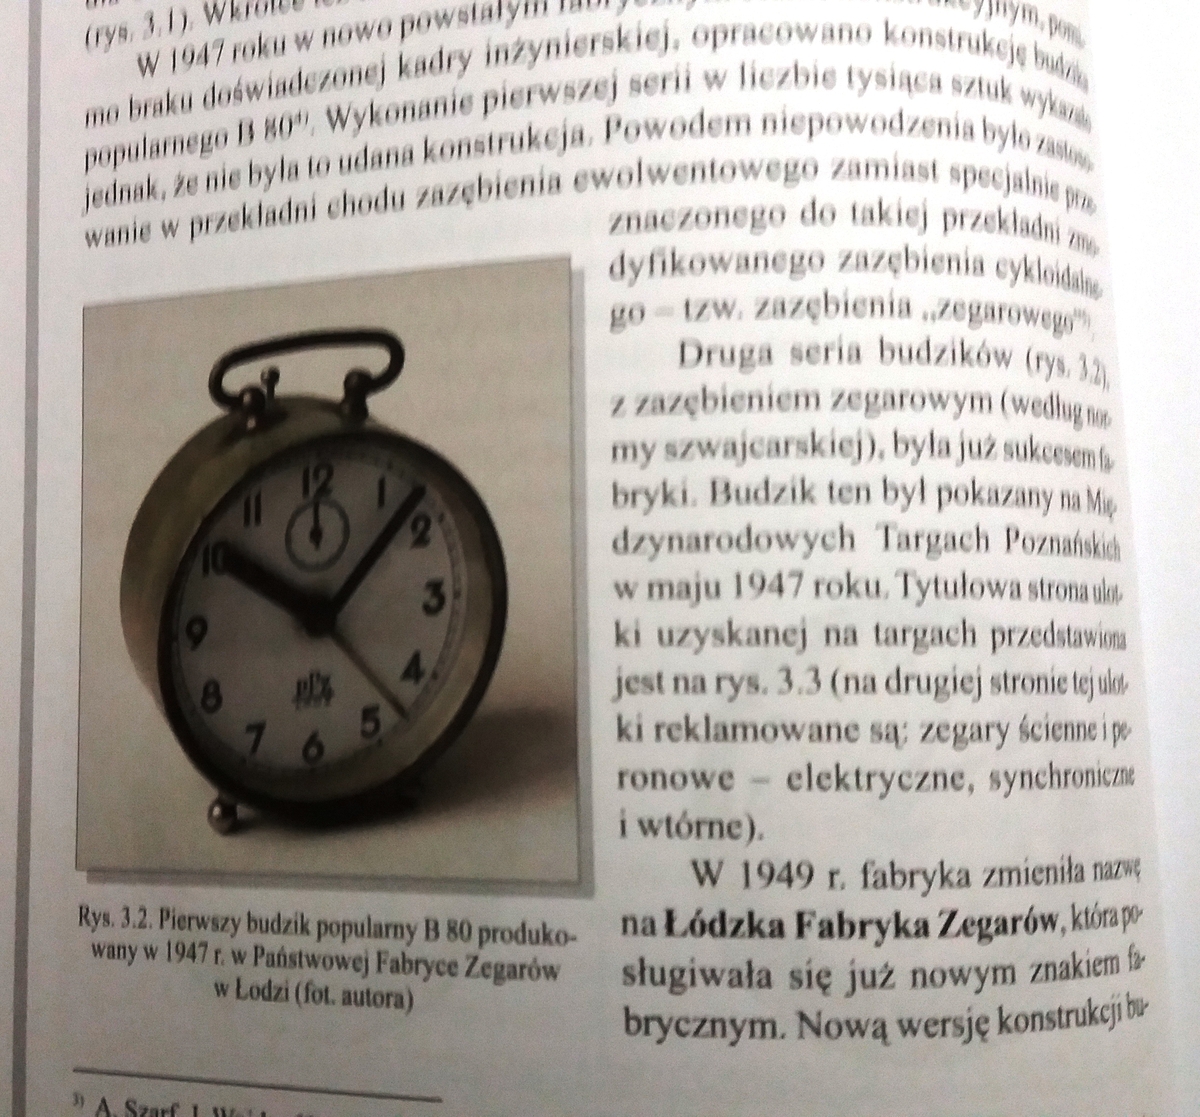 (rys. 3.1). Wkrótce
W 1947 roku w nowo powstałym
mo braku doświadczonej kadry inżynierskiej, opracowano konstrukcję budzika
popularnego B 80⁴⁾. Wykonanie pierwszej serii w liczbie tysiąca sztuk wykazało
jednak, że nie była to udana konstrukcja. Powodem niepowodzenia było zastoso-
wanie w przekładni chodu zazębienia ewolwentowego zamiast specjalnie prze-
znaczonego do takiej przekładni zmo-
dyfikowanego zazębienia cykloidalne-
go – tzw. zazębienia „zegarowego”⁵⁾.
Druga seria budzików (rys. 3.2),
z zazębieniem zegarowym (według nor-
my szwajcarskiej), była już sukcesem fa-
bryki. Budzik ten był pokazany na Mię-
dzynarodowych Targach Poznańskich
w maju 1947 roku. Tytułowa strona ulot-
ki uzyskanej na targach przedstawiona
jest na rys. 3.3 (na drugiej stronie tej ulot-
ki reklamowane są: zegary ścienne i pe-
ronowe – elektryczne, synchroniczne
i wtórne).
W 1949 r. fabryka zmieniła nazwę
na Łódzka Fabryka Zegarów, która po-
sługiwała się już nowym znakiem fa-
brycznym. Nową wersję konstrukcji bu-
12
1
2
3
4
5
6
7
8
9
10
11
Rys. 3.2. Pierwszy budzik popularny B 80 produko-
wany w 1947 r. w Państwowej Fabryce Zegarów
w Łodzi (fot. autora)
³⁾ A. Szarf, J.